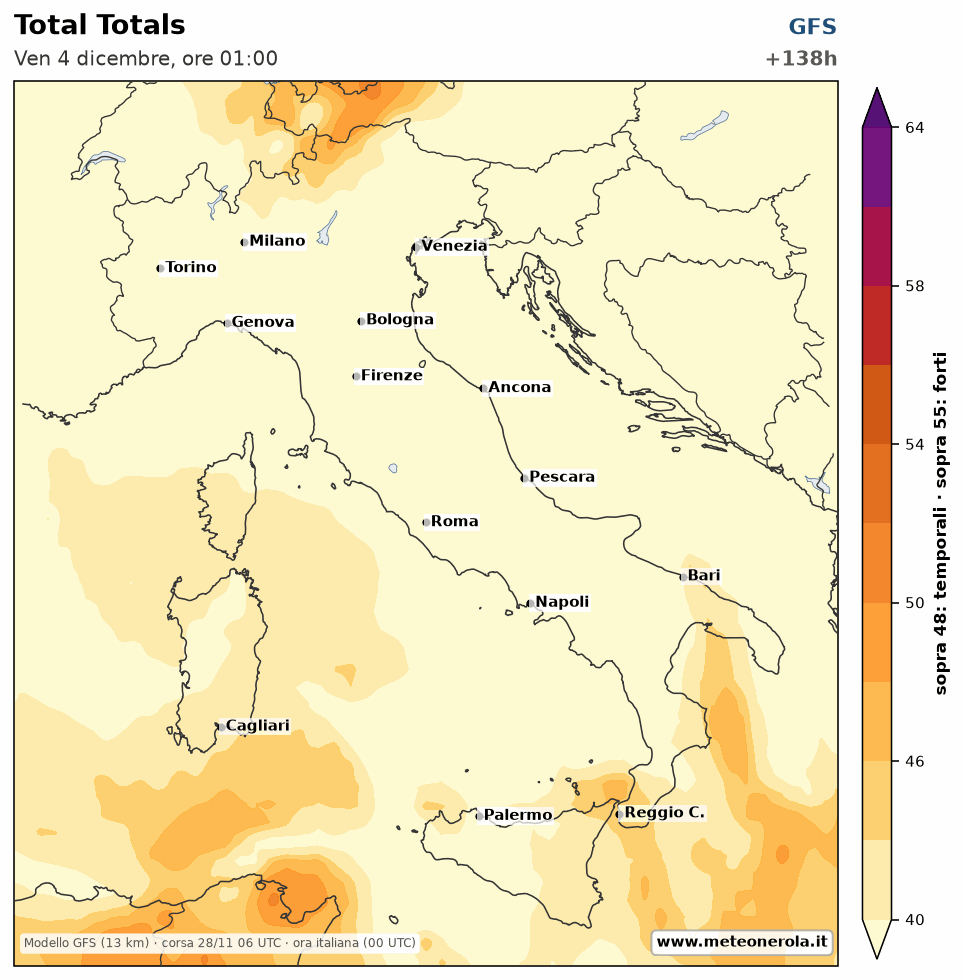 Total Totals
GFS
Ven 4 dicembre, ore 01:00
+138h
Milano
Venezia
Torino
Genova
Bologna
Firenze
Ancona
Pescara
Roma
Bari
Napoli
Cagliari
Palermo
Reggio C.
64
58
54
50
46
40
sopra 48: temporali · sopra 55: forti
Modello GFS (13 km) · corsa 28/11 06 UTC · ora italiana (00 UTC)
www.meteonerola.it